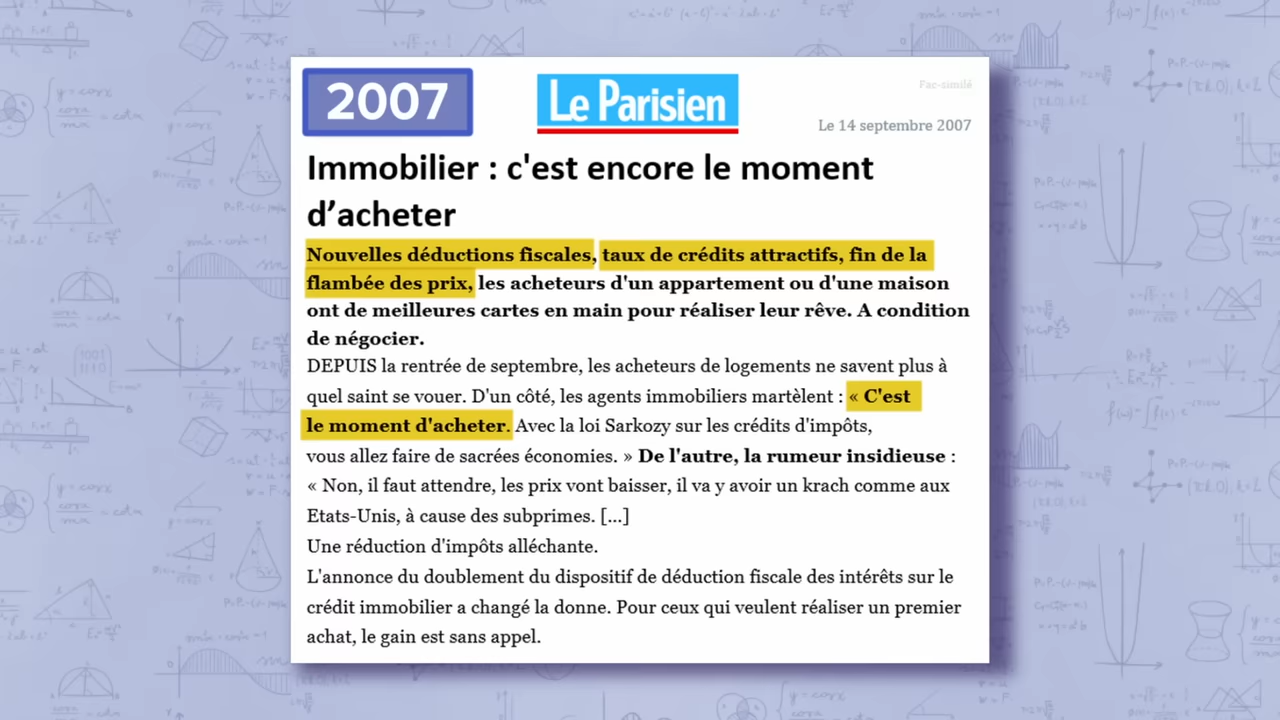 2007
Le Parisien
Fac-similé
Le 14 septembre 2007
Immobilier : c'est encore le moment
d’acheter
Nouvelles déductions fiscales, taux de crédits attractifs, fin de la
flambée des prix, les acheteurs d'un appartement ou d'une maison
ont de meilleures cartes en main pour réaliser leur rêve. A condition
de négocier.
DEPUIS la rentrée de septembre, les acheteurs de logements ne savent plus à
quel saint se vouer. D'un côté, les agents immobiliers martèlent : « C'est
le moment d'acheter. Avec la loi Sarkozy sur les crédits d'impôts,
vous allez faire de sacrées économies. » De l'autre, la rumeur insidieuse :
« Non, il faut attendre, les prix vont baisser, il va y avoir un krach comme aux
Etats-Unis, à cause des subprimes. [...]
Une réduction d'impôts alléchante.
L'annonce du doublement du dispositif de déduction fiscale des intérêts sur le
crédit immobilier a changé la donne. Pour ceux qui veulent réaliser un premier
achat, le gain est sans appel.